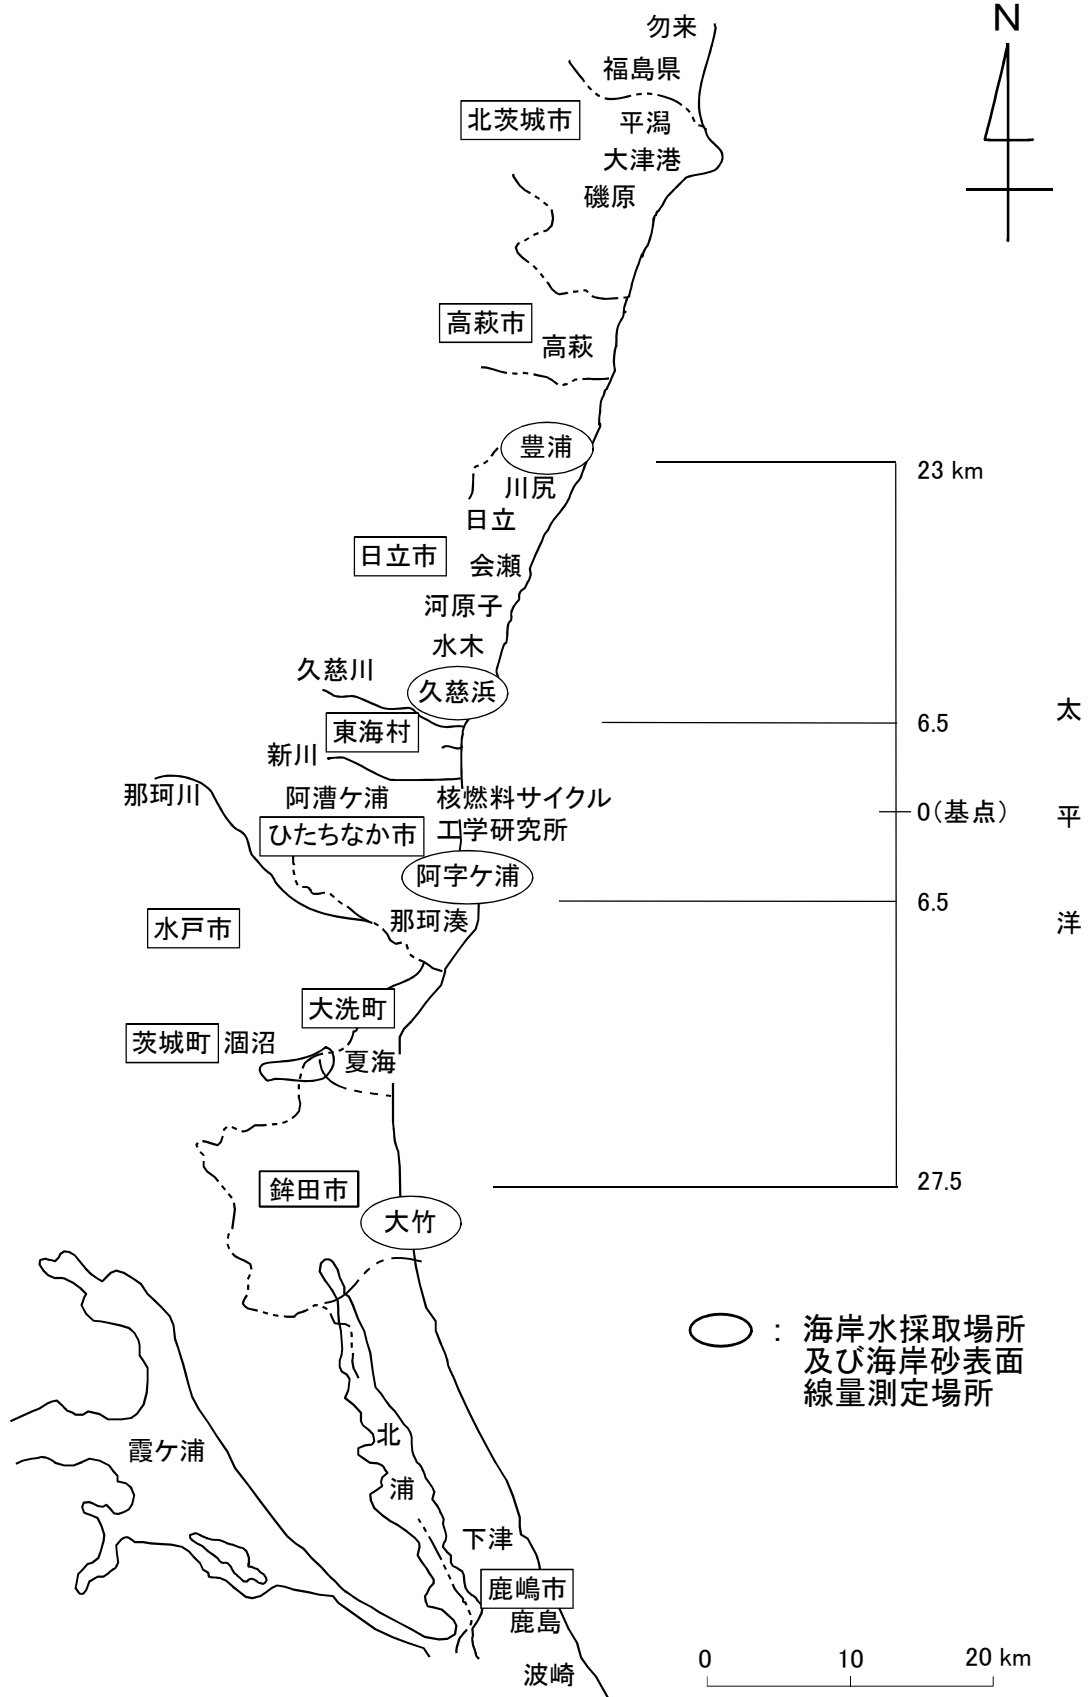 勿来
N
福島県
北茨城市
平潟
大津港
磯原
高萩市
高萩
豊浦
23 km
川尻
日立
日立市
会瀬
河原子
水木
久慈川
久慈浜
東海村
6.5
太
新川
那珂川
阿漕ケ浦
核燃料サイクル
工学研究所
0(基点)
平
ひたちなか市
阿字ケ浦
6.5
那珂湊
水戸市
洋
大洗町
茨城町
涸沼
夏海
鉾田市
27.5
大竹
： 海岸水採取場所
及び海岸砂表面
線量測定場所
霞ケ浦
北
浦
下津
鹿嶋市
鹿島
波崎
0 10 20 km